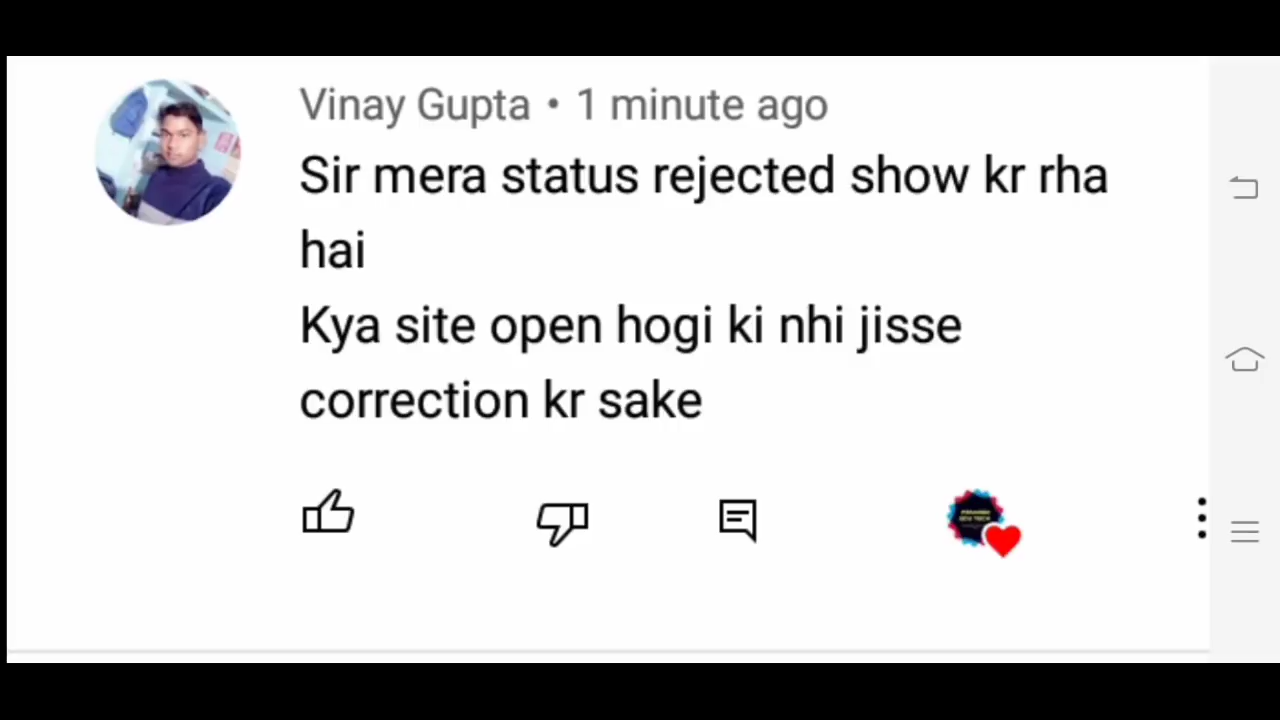 Vinay Gupta • 1 minute ago
Sir mera status rejected show kr rha
hai
Kya site open hogi ki nhi jisse
correction kr sake